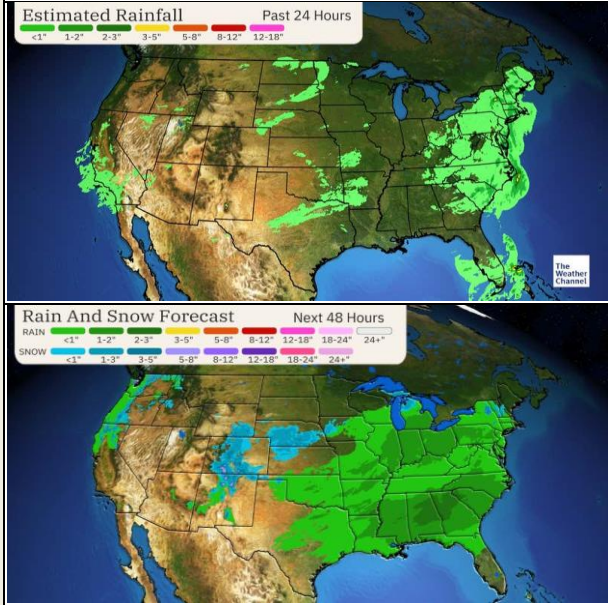 Estimated Rainfall Past 24 Hours
<1" 1-2" 2-3" 3-5" 5-8" 8-12" 12-18"
The
Weather
Channel
Rain And Snow Forecast Next 48 Hours
RAIN
<1" 1-2" 2-3" 3-5" 5-8" 8-12" 12-18" 18-24" 24+"
SNOW
<1" 1-3" 3-5" 5-8" 8-12" 12-18" 18-24" 24+"